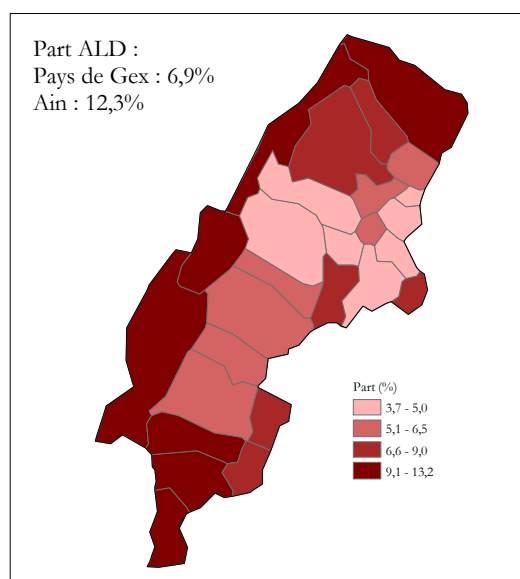 Part ALD :
Pays de Gex : 6,9%
Ain : 12,3%
Part (%)
3,7 - 5,0
5,1 - 6,5
6,6 - 9,0
9,1 - 13,2